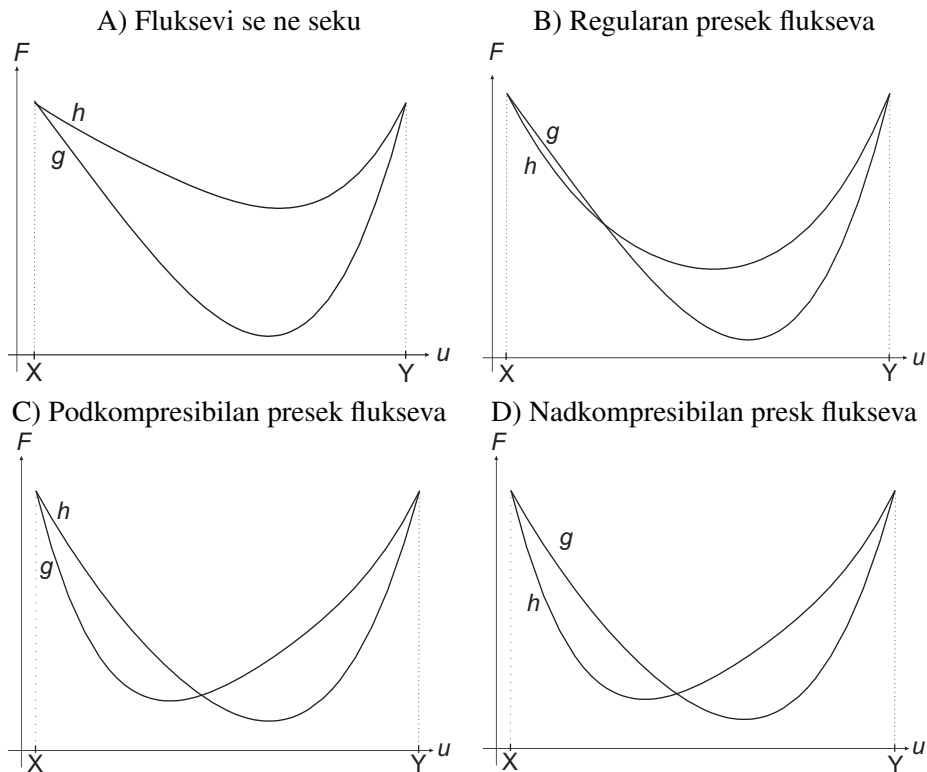 A) Fluksevi se ne seku
F
h
g
X
Y
u
B) Regularan presek flukseva
F
g
h
X
Y
u
C) Podkompresibilan presek flukseva
F
h
g
X
Y
u
D) Nadkompresibilan presk flukseva
F
g
h
X
Y
u